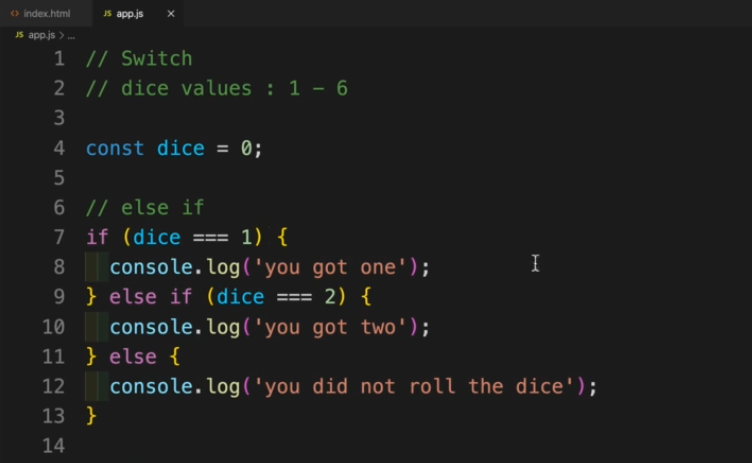 index.html
JS app.js ×
JS app.js > ...
1 // Switch
2 // dice values : 1 - 6
3
4 const dice = 0;
5
6 // else if
7 if (dice === 1) {
8   console.log('you got one');
9 } else if (dice === 2) {
10   console.log('you got two');
11 } else {
12   console.log('you did not roll the dice');
13 }
14